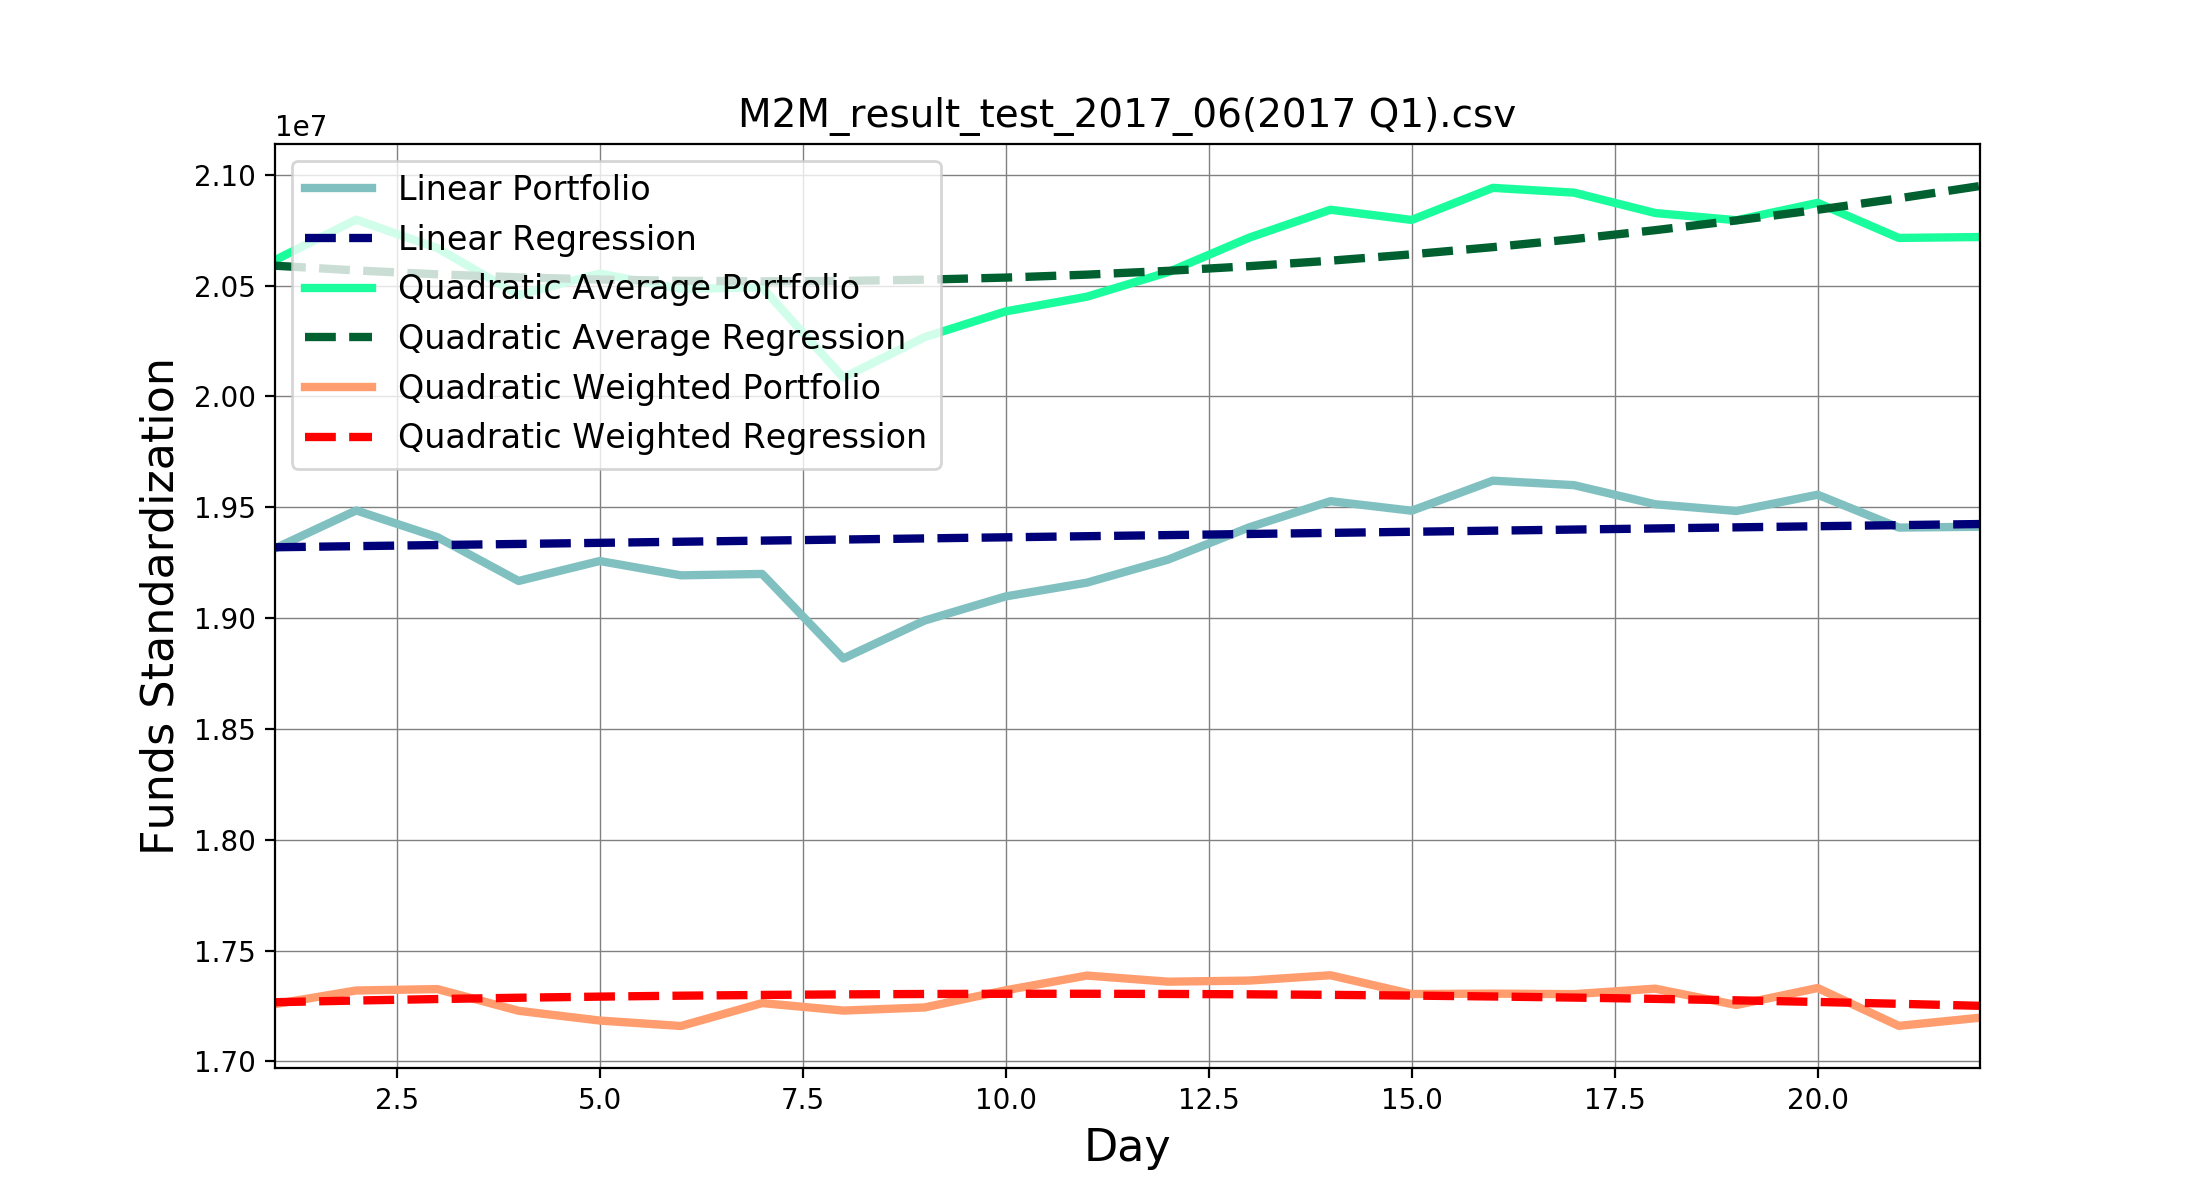 M2M_result_test_2017_06(2017 Q1).csv
1e7
2.10
2.05
2.00
1.95
1.90
1.85
1.80
1.75
1.70
Funds Standardization
Linear Portfolio
Linear Regression
Quadratic Average Portfolio
Quadratic Average Regression
Quadratic Weighted Portfolio
Quadratic Weighted Regression
2.5 5.0 7.5 10.0 12.5 15.0 17.5 20.0
Day